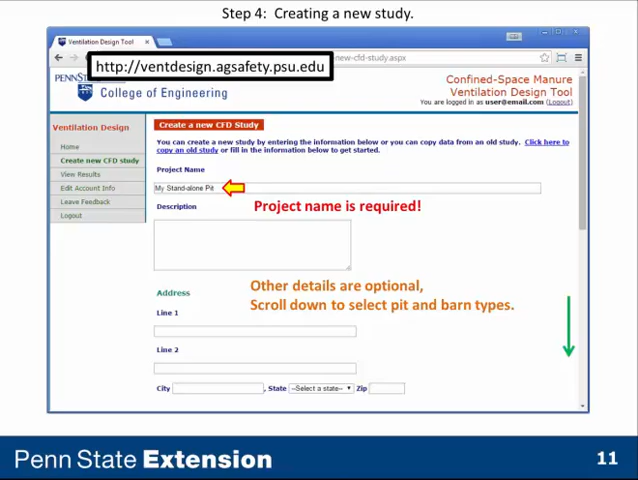 Step 4: Creating a new study.
Ventilation Design Tool
http://ventdesign.agsafety.psu.edu
new-cfd-study.aspx
PENNST
College of Engineering
Confined-Space Manure
Ventilation Design Tool
You are logged in as user@email.com (Logout)
Ventilation Design
Home
Create new CFD study
View Results
Edit Account Info
Leave Feedback
Logout
Create a new CFD Study
You can create a new study by entering the information below or you can copy data from an old study. Click here to
copy an old study or fill in the information below to get started.
Project Name
My Stand-alone Pit
Project name is required!
Description
Other details are optional,
Scroll down to select pit and barn types.
Address
Line 1
Line 2
City , State --Select a state-- Zip
Penn State Extension
11